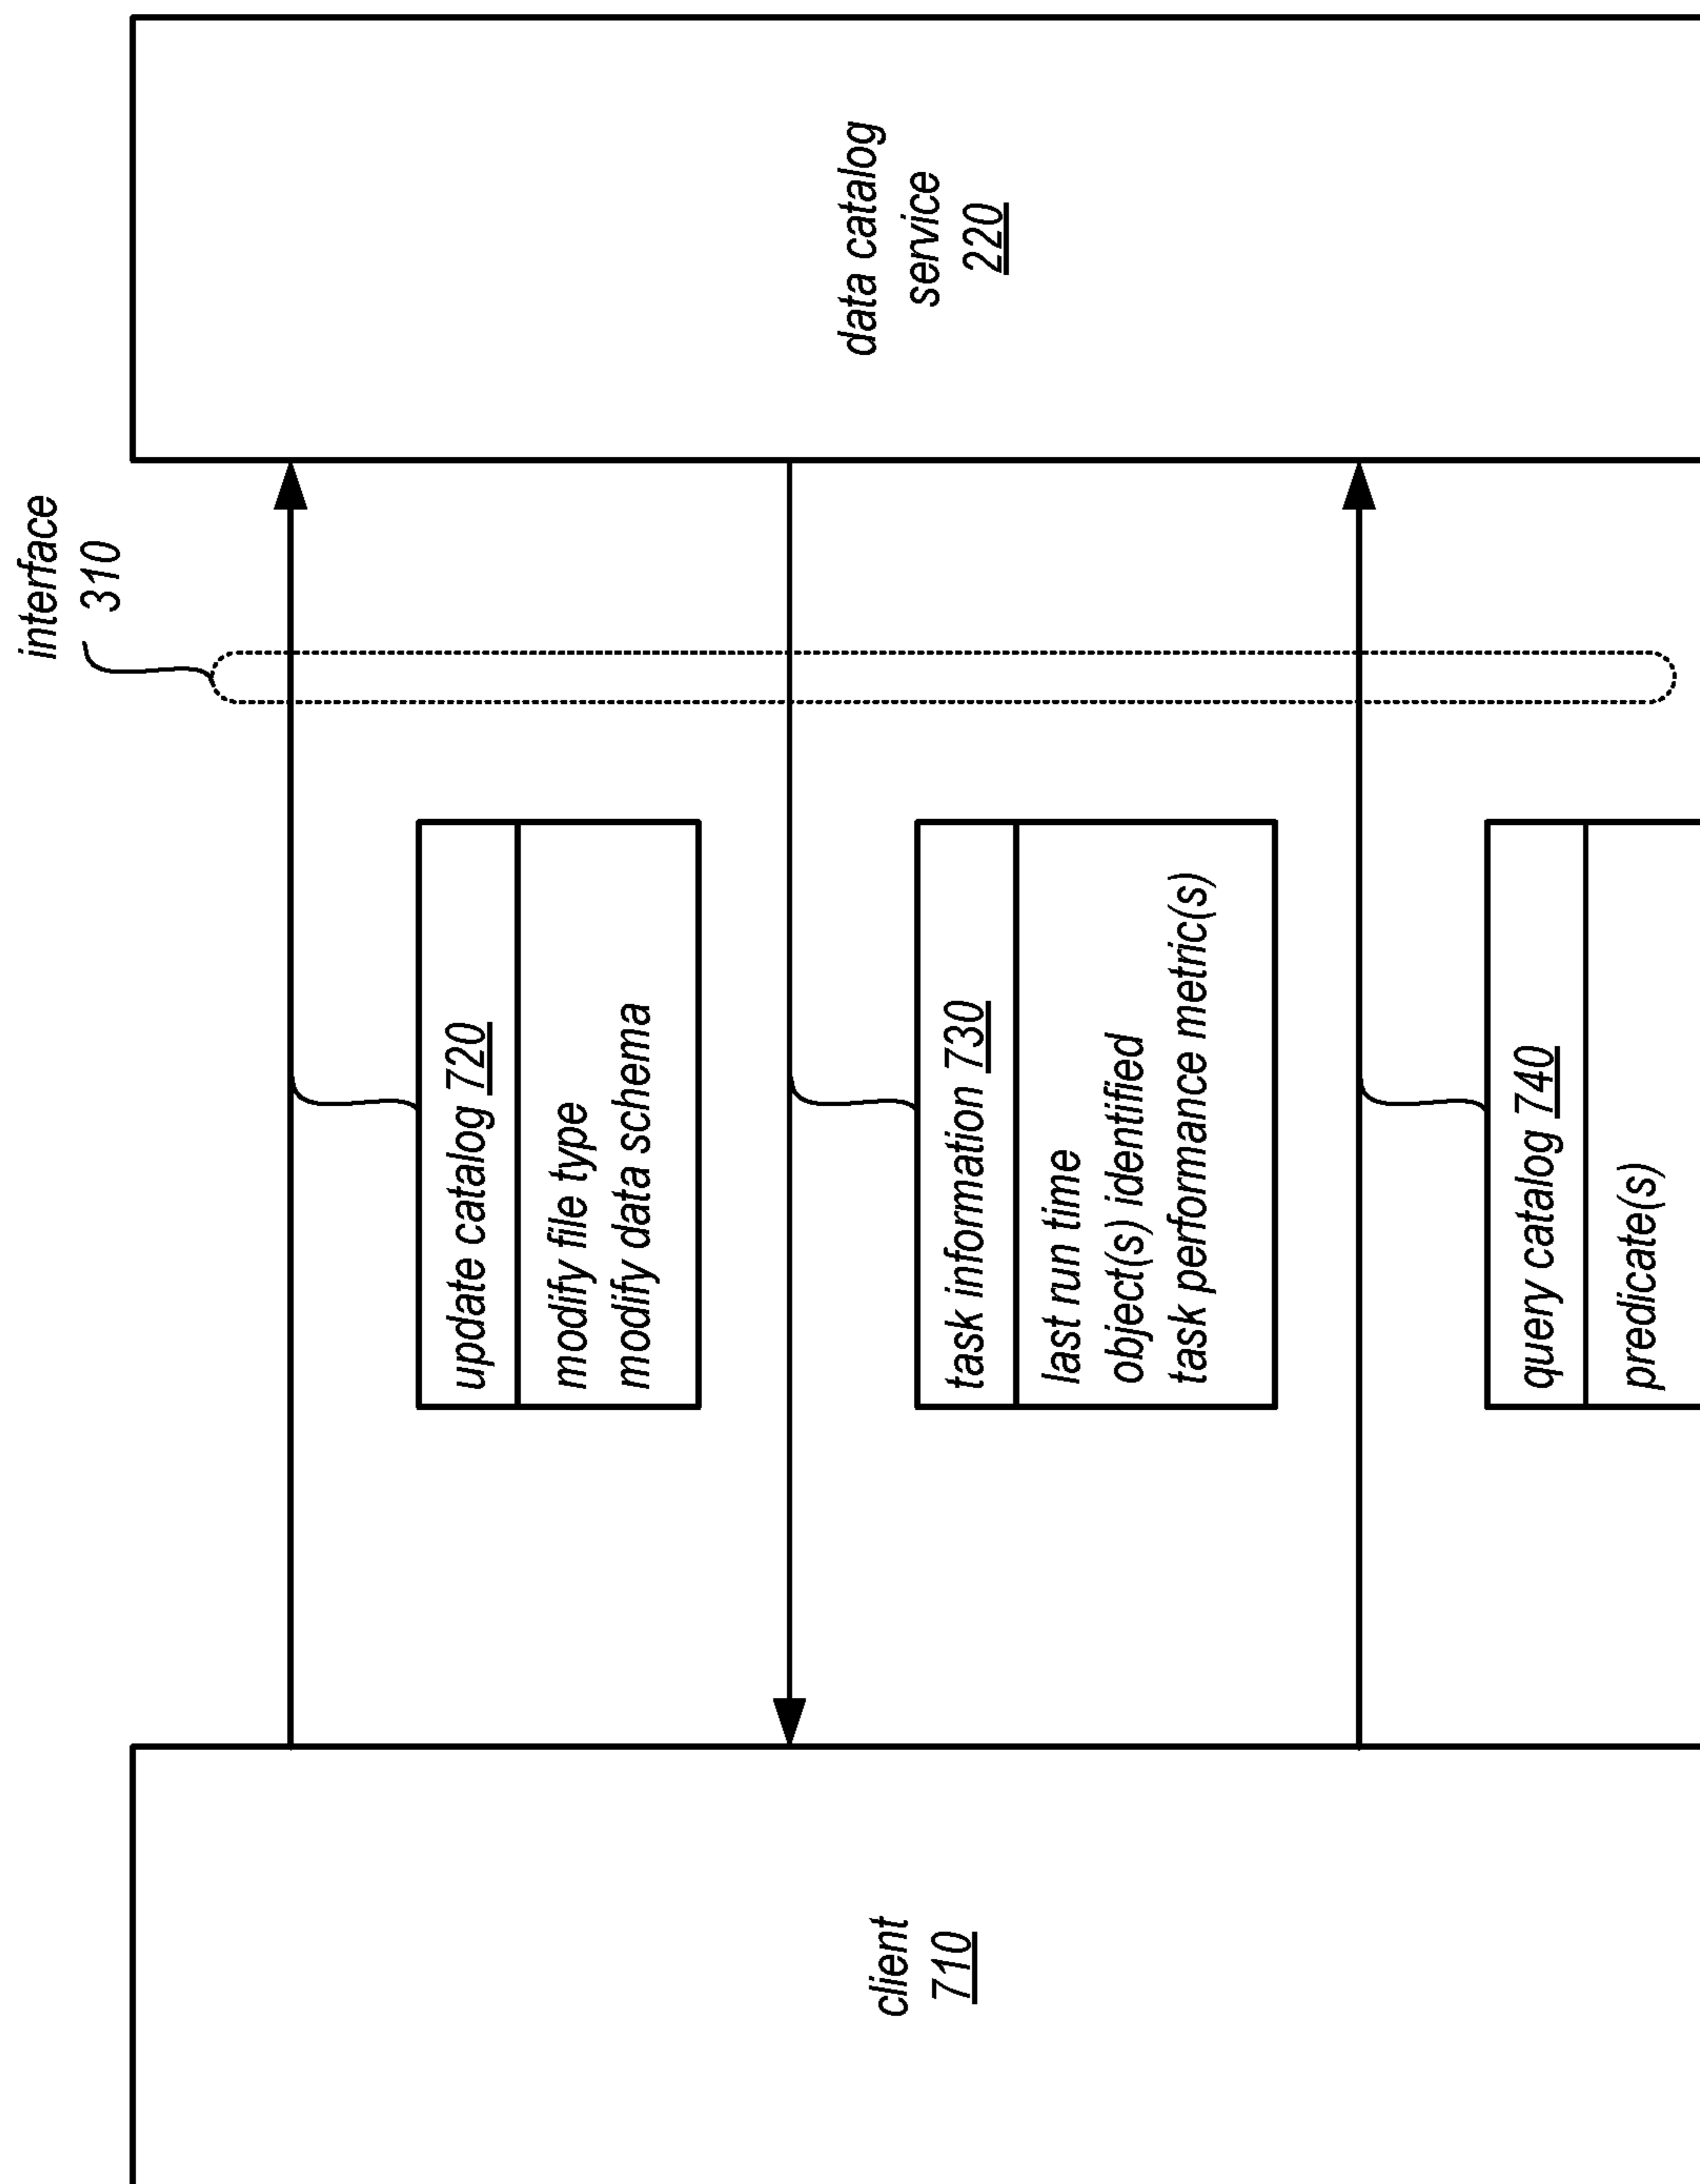 interface
310
client
710
update catalog 720
modify file type
modify data schema
task information 730
last run time
object(s) identified
task performance metric(s)
query catalog 740
predicate(s)
data catalog
service
220